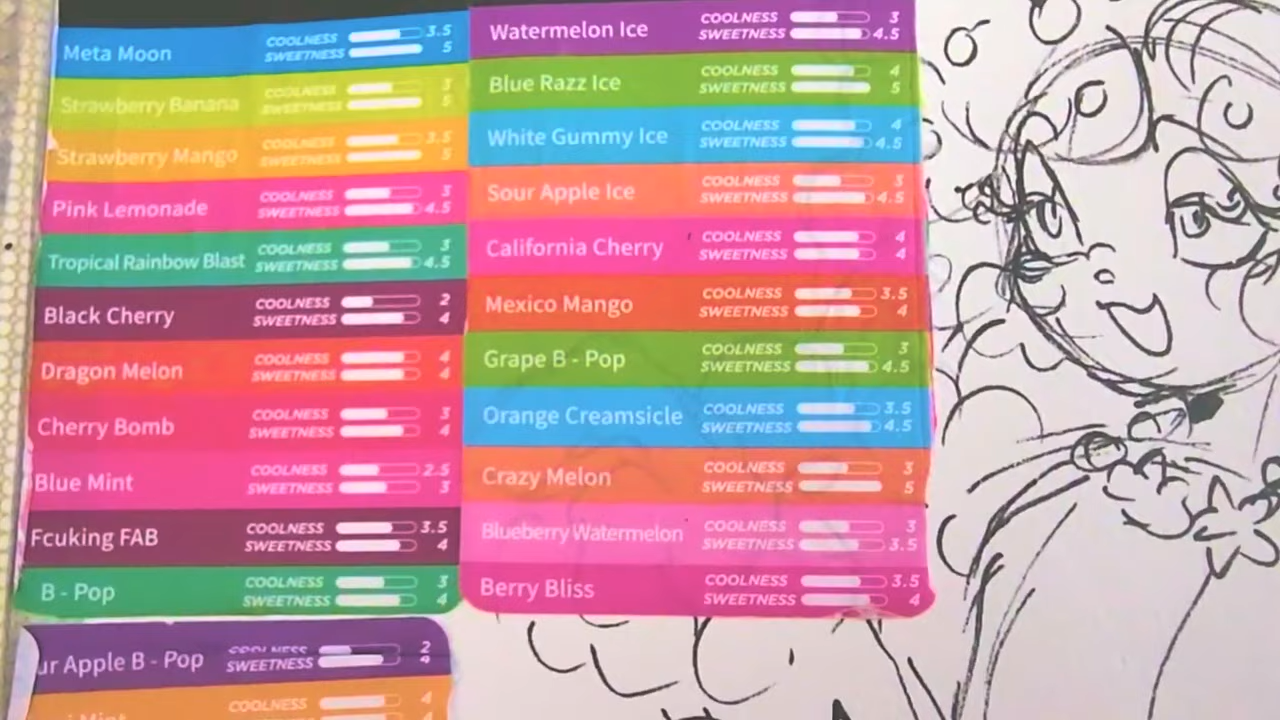 Meta Moon
COOLNESS 3.5
SWEETNESS 5
Strawberry Banana
COOLNESS 3
SWEETNESS 5
Strawberry Mango
COOLNESS 3.5
SWEETNESS 5
Pink Lemonade
COOLNESS 3
SWEETNESS 4.5
Tropical Rainbow Blast
COOLNESS 3
SWEETNESS 4.5
Black Cherry
COOLNESS 2
SWEETNESS 4
Dragon Melon
COOLNESS 4
SWEETNESS 4
Cherry Bomb
COOLNESS 3
SWEETNESS 4
Blue Mint
COOLNESS 2.5
SWEETNESS 3
Fcuking FAB
COOLNESS 3.5
SWEETNESS 4
B - Pop
COOLNESS 3
SWEETNESS 4
ur Apple B - Pop
COOLNESS 2
SWEETNESS 4
Mint
COOLNESS 4
Watermelon Ice
COOLNESS 3
SWEETNESS 4.5
Blue Razz Ice
COOLNESS 4
SWEETNESS 5
White Gummy Ice
COOLNESS 4
SWEETNESS 4.5
Sour Apple Ice
COOLNESS 3
SWEETNESS 4.5
California Cherry
COOLNESS 4
SWEETNESS 4
Mexico Mango
COOLNESS 3.5
SWEETNESS 4
Grape B - Pop
COOLNESS 3
SWEETNESS 4.5
Orange Creamsicle
COOLNESS 3.5
SWEETNESS 4.5
Crazy Melon
COOLNESS 3
SWEETNESS 5
Blueberry Watermelon
COOLNESS 3
SWEETNESS 3.5
Berry Bliss
COOLNESS 3.5
SWEETNESS 4